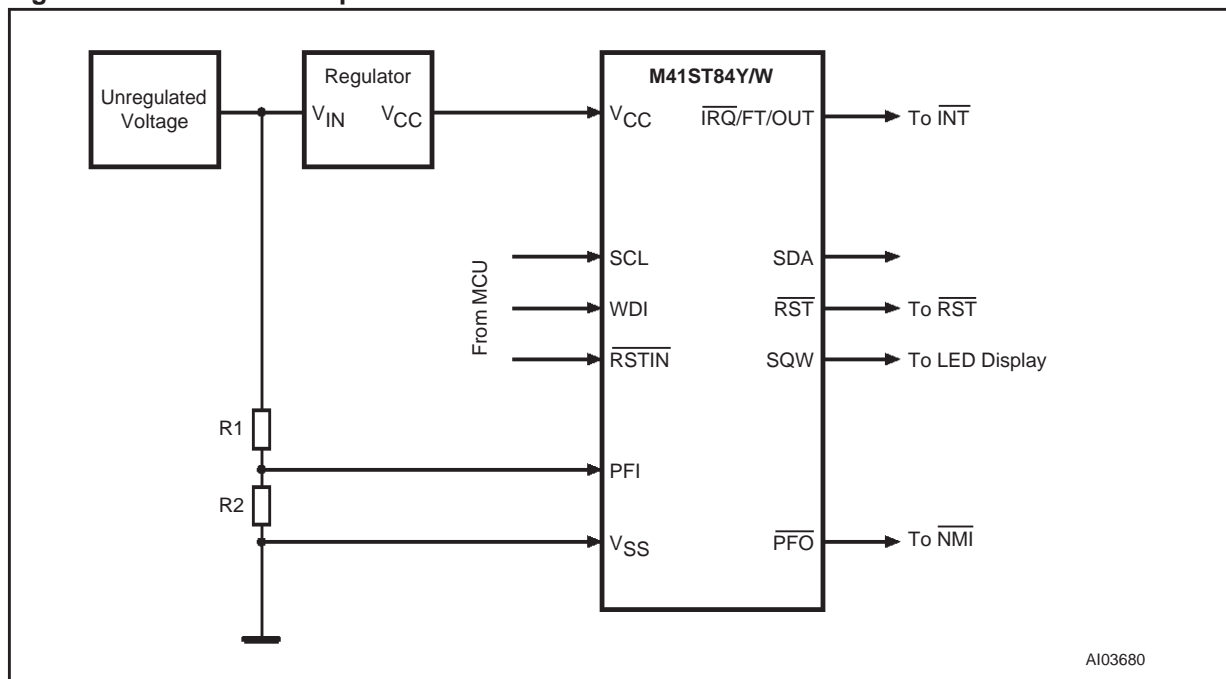 Unregulated
Voltage
Regulator
VIN VCC
M41ST84Y/W
VCC
IRQ/FT/OUT
To INT
From MCU
SCL
SDA
WDI
RST
To RST
RSTIN
SQW
To LED Display
R1
PFI
R2
VSS
PFO
To NMI
AI03680